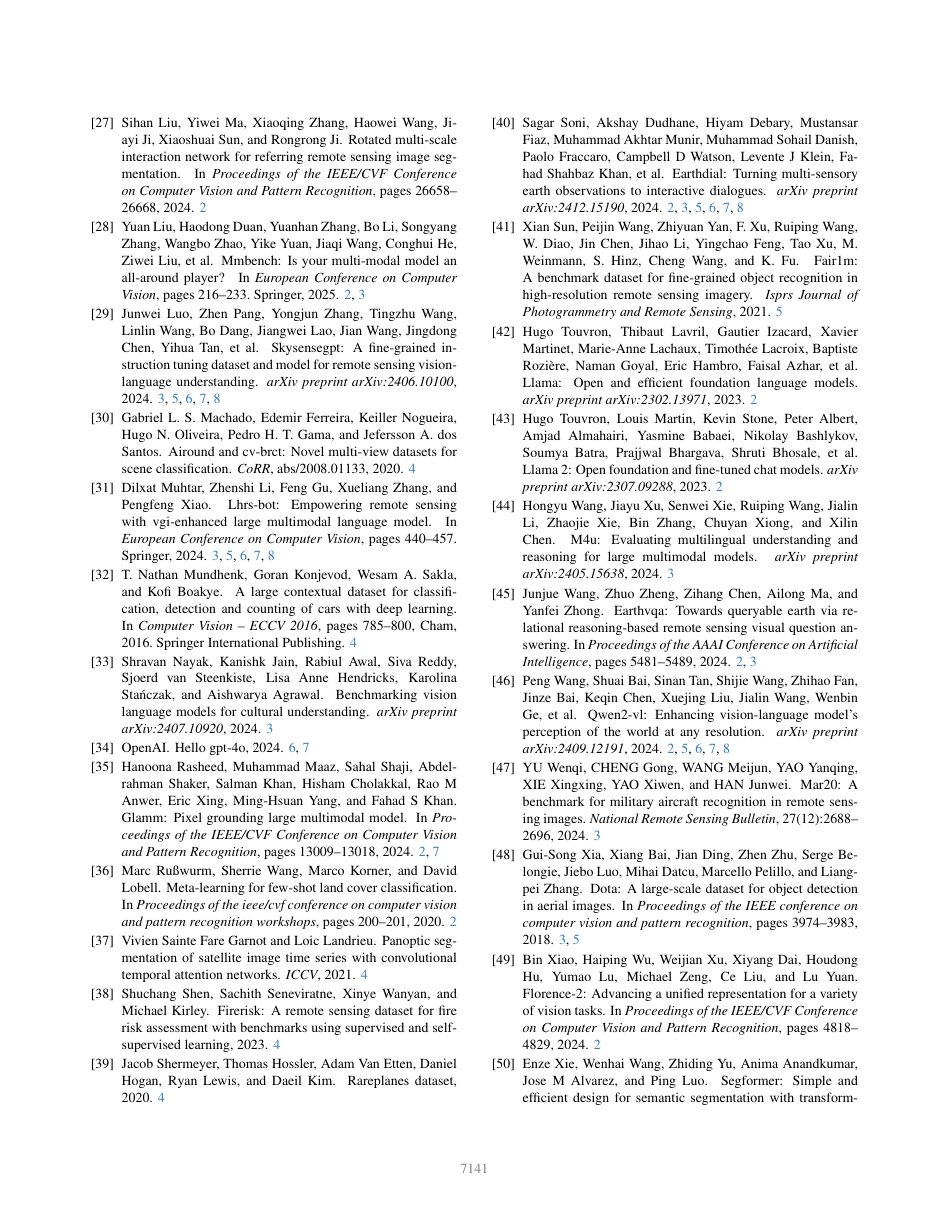 [27] Sihan Liu, Yiwei Ma, Xiaoqing Zhang, Haowei Wang, Ji-
ayi Ji, Xiaoshuai Sun, and Rongrong Ji. Rotated multi-scale
interaction network for referring remote sensing image seg-
mentation. In Proceedings of the IEEE/CVF Conference
on Computer Vision and Pattern Recognition, pages 26658–
26668, 2024. 2
[28] Yuan Liu, Haodong Duan, Yuanhan Zhang, Bo Li, Songyang
Zhang, Wangbo Zhao, Yike Yuan, Jiaqi Wang, Conghui He,
Ziwei Liu, et al. Mmbench: Is your multi-modal model an
all-around player? In European Conference on Computer
Vision, pages 216–233. Springer, 2025. 2, 3
[29] Junwei Luo, Zhen Pang, Yongjun Zhang, Tingzhu Wang,
Linlin Wang, Bo Dang, Jiangwei Lao, Jian Wang, Jingdong
Chen, Yihua Tan, et al. Skysensegpt: A fine-grained in-
struction tuning dataset and model for remote sensing vision-
language understanding. arXiv preprint arXiv:2406.10100,
2024. 3, 5, 6, 7, 8
[30] Gabriel L. S. Machado, Edemir Ferreira, Keiller Nogueira,
Hugo N. Oliveira, Pedro H. T. Gama, and Jefersson A. dos
Santos. Airound and cv-brct: Novel multi-view datasets for
scene classification. CoRR, abs/2008.01133, 2020. 4
[31] Dilxat Muhtar, Zhenshi Li, Feng Gu, Xueliang Zhang, and
Pengfeng Xiao. Lhrs-bot: Empowering remote sensing
with vgi-enhanced large multimodal language model. In
European Conference on Computer Vision, pages 440–457.
Springer, 2024. 3, 5, 6, 7, 8
[32] T. Nathan Mundhenk, Goran Konjevod, Wesam A. Sakla,
and Kofi Boakye. A large contextual dataset for classifi-
cation, detection and counting of cars with deep learning.
In Computer Vision – ECCV 2016, pages 785–800, Cham,
2016. Springer International Publishing. 4
[33] Shravan Nayak, Kanishk Jain, Rabiul Awal, Siva Reddy,
Sjoerd van Steenkiste, Lisa Anne Hendricks, Karolina
Stańczak, and Aishwarya Agrawal. Benchmarking vision
language models for cultural understanding. arXiv preprint
arXiv:2407.10920, 2024. 3
[34] OpenAI. Hello gpt-4o, 2024. 6, 7
[35] Hanoona Rasheed, Muhammad Maaz, Sahal Shaji, Abdel-
rahman Shaker, Salman Khan, Hisham Cholakkal, Rao M
Anwer, Eric Xing, Ming-Hsuan Yang, and Fahad S Khan.
Glamm: Pixel grounding large multimodal model. In Pro-
ceedings of the IEEE/CVF Conference on Computer Vision
and Pattern Recognition, pages 13009–13018, 2024. 2, 7
[36] Marc Rußwurm, Sherrie Wang, Marco Korner, and David
Lobell. Meta-learning for few-shot land cover classification.
In Proceedings of the ieee/cvf conference on computer vision
and pattern recognition workshops, pages 200–201, 2020. 2
[37] Vivien Sainte Fare Garnot and Loic Landrieu. Panoptic seg-
mentation of satellite image time series with convolutional
temporal attention networks. ICCV, 2021. 4
[38] Shuchang Shen, Sachith Seneviratne, Xinye Wanyan, and
Michael Kirley. Firerisk: A remote sensing dataset for fire
risk assessment with benchmarks using supervised and self-
supervised learning, 2023. 4
[39] Jacob Shermeyer, Thomas Hossler, Adam Van Etten, Daniel
Hogan, Ryan Lewis, and Daeil Kim. Rareplanes dataset,
2020. 4
[40] Sagar Soni, Akshay Dudhane, Hiyam Debary, Mustansar
Fiaz, Muhammad Akhtar Munir, Muhammad Sohail Danish,
Paolo Fraccaro, Campbell D Watson, Levente J Klein, Fa-
had Shahbaz Khan, et al. Earthdial: Turning multi-sensory
earth observations to interactive dialogues. arXiv preprint
arXiv:2412.15190, 2024. 2, 3, 5, 6, 7, 8
[41] Xian Sun, Peijin Wang, Zhiyuan Yan, F. Xu, Ruiping Wang,
W. Diao, Jin Chen, Jihao Li, Yingchao Feng, Tao Xu, M.
Weinmann, S. Hinz, Cheng Wang, and K. Fu. Fair1m:
A benchmark dataset for fine-grained object recognition in
high-resolution remote sensing imagery. Isprs Journal of
Photogrammetry and Remote Sensing, 2021. 5
[42] Hugo Touvron, Thibaut Lavril, Gautier Izacard, Xavier
Martinet, Marie-Anne Lachaux, Timothée Lacroix, Baptiste
Rozière, Naman Goyal, Eric Hambro, Faisal Azhar, et al.
Llama: Open and efficient foundation language models.
arXiv preprint arXiv:2302.13971, 2023. 2
[43] Hugo Touvron, Louis Martin, Kevin Stone, Peter Albert,
Amjad Almahairi, Yasmine Babaei, Nikolay Bashlykov,
Soumya Batra, Prajjwal Bhargava, Shruti Bhosale, et al.
Llama 2: Open foundation and fine-tuned chat models. arXiv
preprint arXiv:2307.09288, 2023. 2
[44] Hongyu Wang, Jiayu Xu, Senwei Xie, Ruiping Wang, Jialin
Li, Zhaojie Xie, Bin Zhang, Chuyan Xiong, and Xilin
Chen. M4u: Evaluating multilingual understanding and
reasoning for large multimodal models. arXiv preprint
arXiv:2405.15638, 2024. 3
[45] Junjue Wang, Zhuo Zheng, Zihang Chen, Ailong Ma, and
Yanfei Zhong. Earthvqa: Towards queryable earth via re-
lational reasoning-based remote sensing visual question an-
swering. In Proceedings of the AAAI Conference on Artificial
Intelligence, pages 5481–5489, 2024. 2, 3
[46] Peng Wang, Shuai Bai, Sinan Tan, Shijie Wang, Zhihao Fan,
Jinze Bai, Keqin Chen, Xuejing Liu, Jialin Wang, Wenbin
Ge, et al. Qwen2-vl: Enhancing vision-language model’s
perception of the world at any resolution. arXiv preprint
arXiv:2409.12191, 2024. 2, 5, 6, 7, 8
[47] YU Wenqi, CHENG Gong, WANG Meijun, YAO Yanqing,
XIE Xingxing, YAO Xiwen, and HAN Junwei. Mar20: A
benchmark for military aircraft recognition in remote sens-
ing images. National Remote Sensing Bulletin, 27(12):2688–
2696, 2024. 3
[48] Gui-Song Xia, Xiang Bai, Jian Ding, Zhen Zhu, Serge Be-
longie, Jiebo Luo, Mihai Datcu, Marcello Pelillo, and Liang-
pei Zhang. Dota: A large-scale dataset for object detection
in aerial images. In Proceedings of the IEEE conference on
computer vision and pattern recognition, pages 3974–3983,
2018. 3, 5
[49] Bin Xiao, Haiping Wu, Weijian Xu, Xiyang Dai, Houdong
Hu, Yumao Lu, Michael Zeng, Ce Liu, and Lu Yuan.
Florence-2: Advancing a unified representation for a variety
of vision tasks. In Proceedings of the IEEE/CVF Conference
on Computer Vision and Pattern Recognition, pages 4818–
4829, 2024. 2
[50] Enze Xie, Wenhai Wang, Zhiding Yu, Anima Anandkumar,
Jose M Alvarez, and Ping Luo. Segformer: Simple and
efficient design for semantic segmentation with transform-
7141